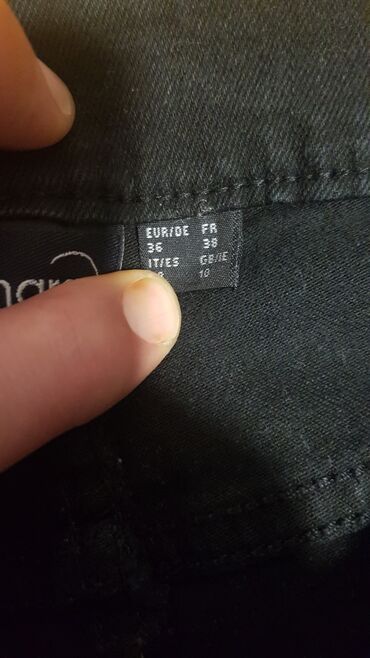 EUR/DE FR
36 38
IT/ES GB/IE
10